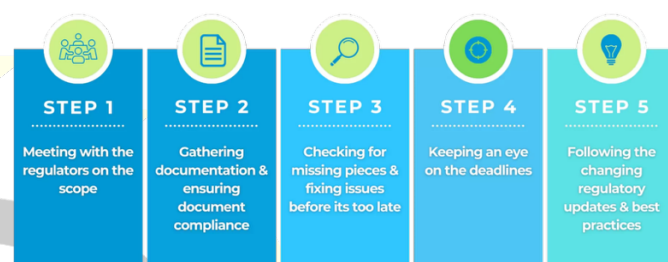 STEP 1
Meeting with the
regulators on the
scope
STEP 2
Gathering
documentation &
ensuring
document
compliance
STEP 3
Checking for
missing pieces &
fixing issues
before its too late
STEP 4
Keeping an eye
on the deadlines
STEP 5
Following the
changing
regulatory
updates & best
practices